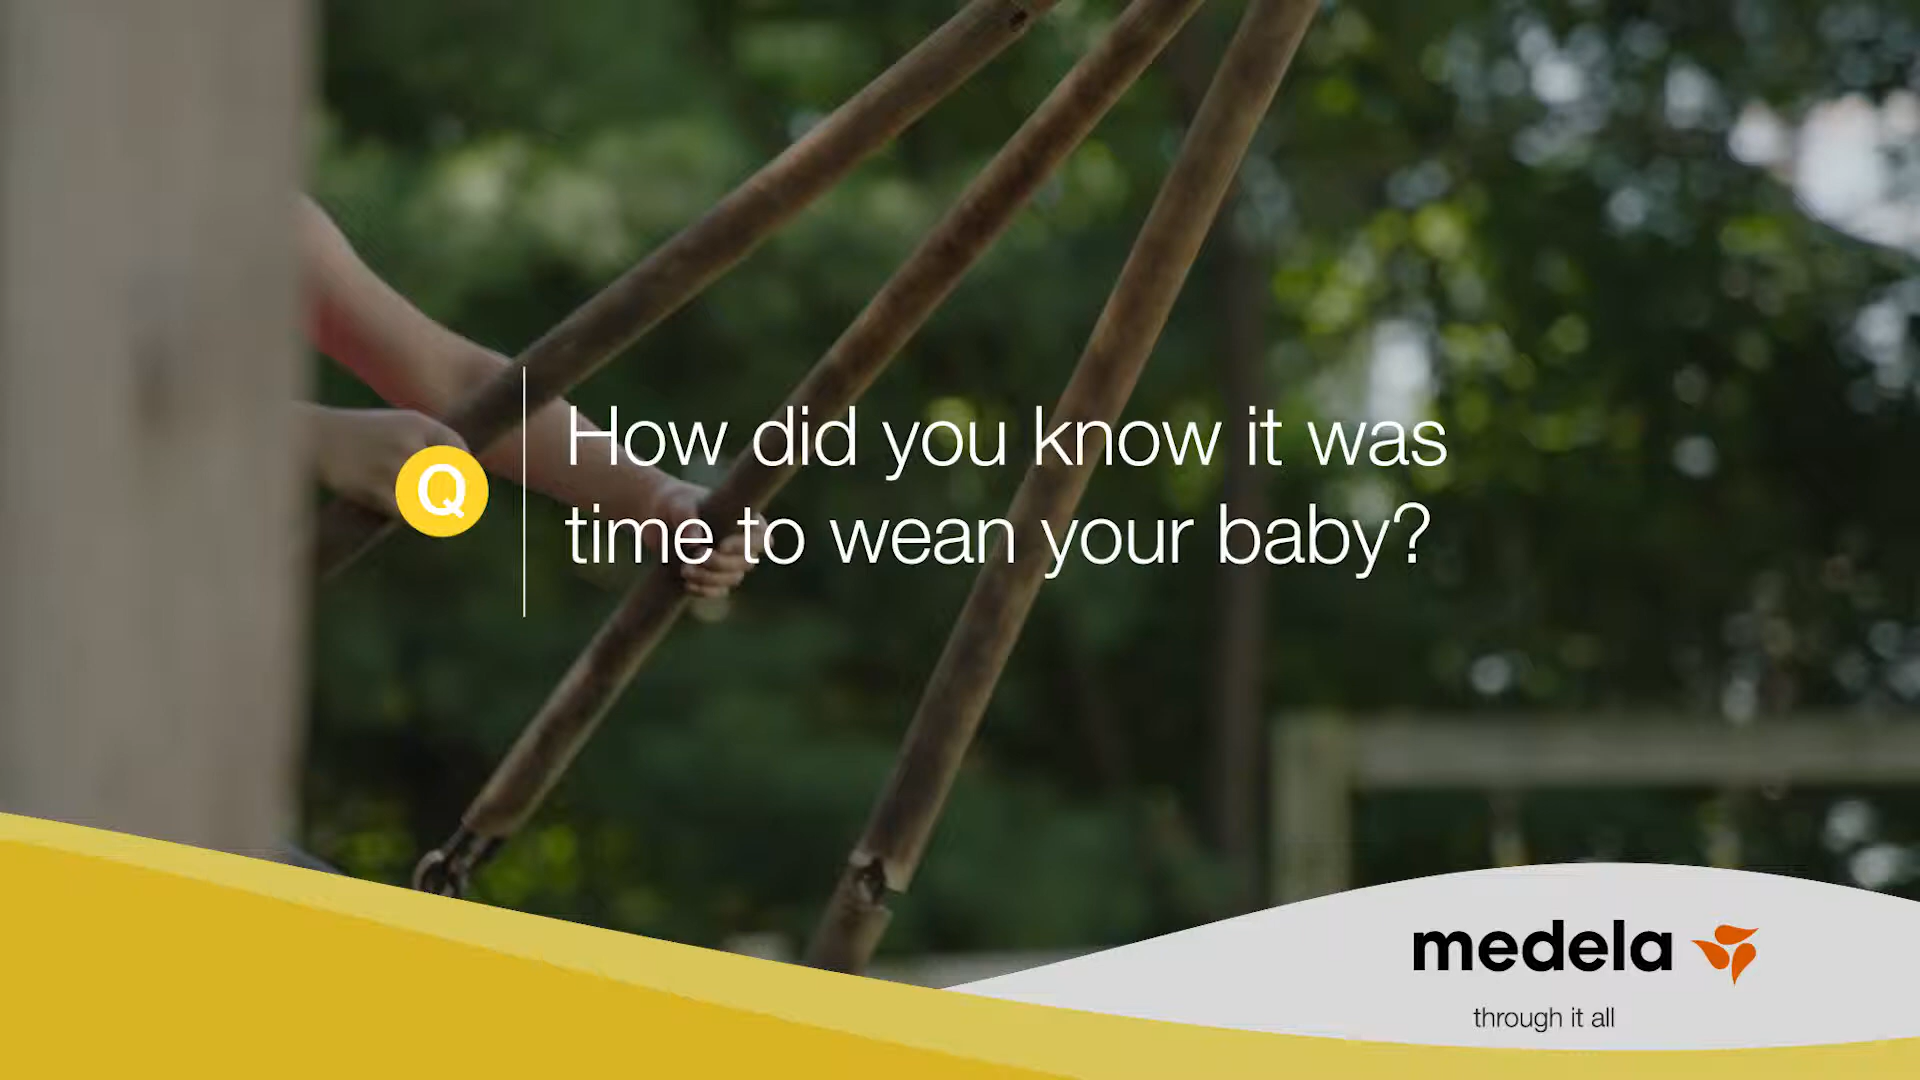 Q
How did you know it was
time to wean your baby?
medela
through it all